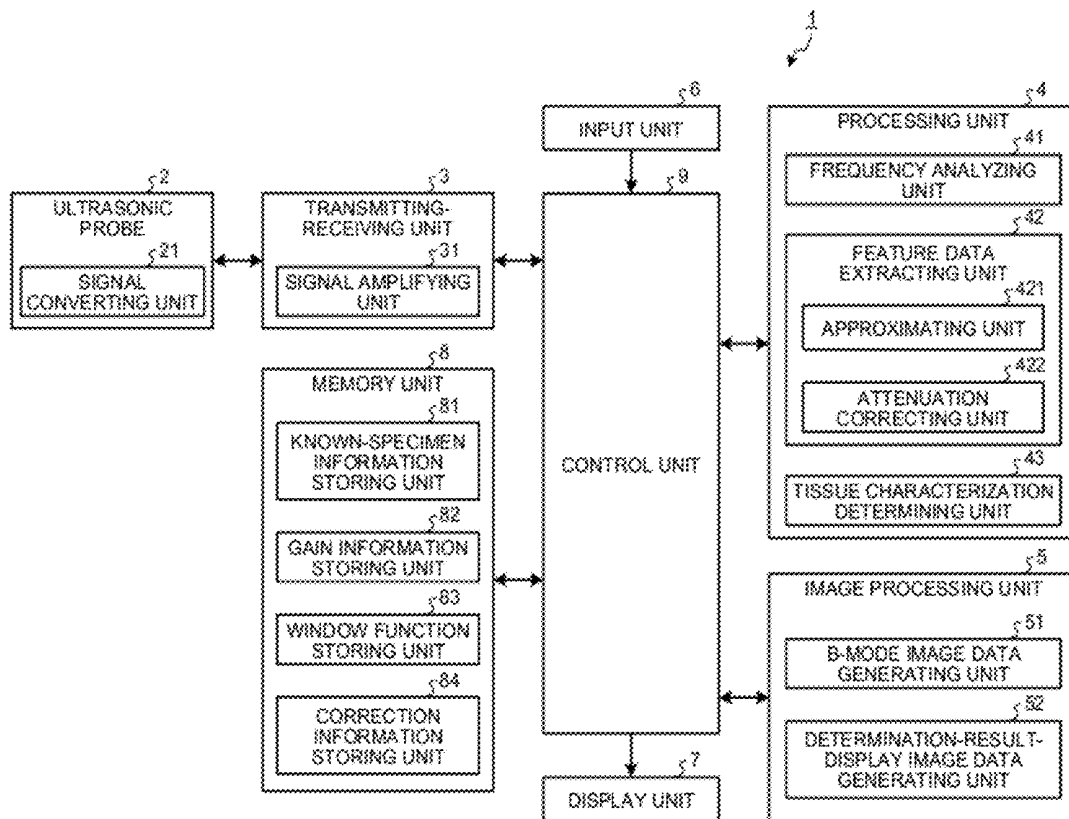 1
6
INPUT UNIT
2
ULTRASONIC
PROBE
21
SIGNAL
CONVERTING UNIT
3
TRANSMITTING-
RECEIVING UNIT
31
SIGNAL AMPLIFYING
UNIT
8
MEMORY UNIT
81
KNOWN-SPECIMEN
INFORMATION
STORING UNIT
82
GAIN INFORMATION
STORING UNIT
83
WINDOW FUNCTION
STORING UNIT
84
CORRECTION
INFORMATION
STORING UNIT
9
CONTROL UNIT
7
DISPLAY UNIT
4
PROCESSING UNIT
41
FREQUENCY ANALYZING
UNIT
42
FEATURE DATA
EXTRACTING UNIT
421
APPROXIMATING UNIT
422
ATTENUATION
CORRECTING UNIT
43
TISSUE CHARACTERIZATION
DETERMINING UNIT
5
IMAGE PROCESSING UNIT
51
B-MODE IMAGE DATA
GENERATING UNIT
52
DETERMINATION-RESULT-
DISPLAY IMAGE DATA
GENERATING UNIT